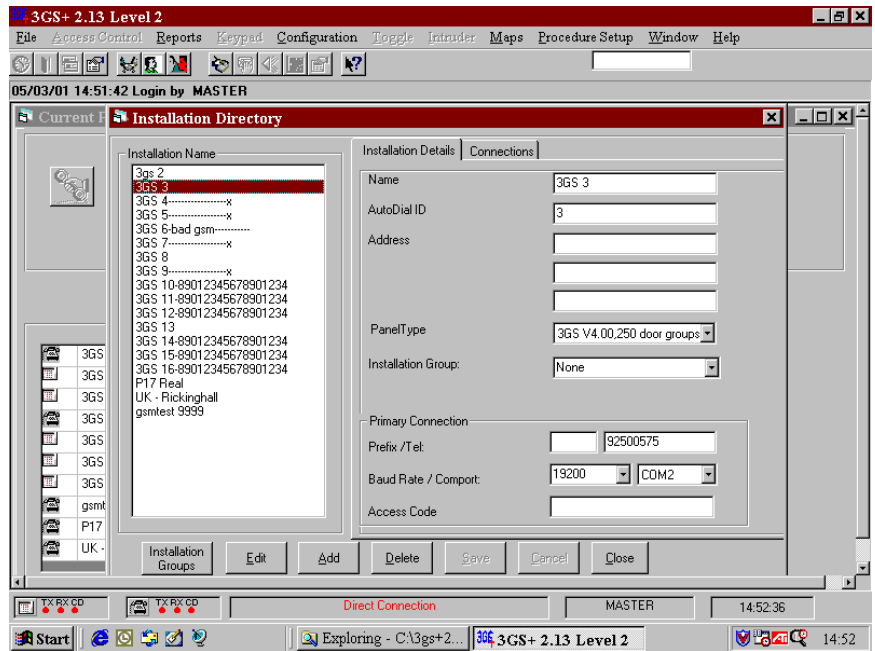 3GS+ 2.13 Level 2
File Access Control Reports Keypad Configuration Toggle Intruder Maps Procedure Setup Window Help
05/03/01 14:51:42 Login by MASTER
Current
Installation Directory
Installation Name
3gs 2
3GS 3
3GS 4-----------------x
3GS 5-----------------x
3GS 6-bad gsm----------
3GS 7-----------------x
3GS 8
3GS 9-----------------x
3GS 10-89012345678901234
3GS 11-89012345678901234
3GS 12-89012345678901234
3GS 13
3GS 14-89012345678901234
3GS 15-89012345678901234
3GS 16-89012345678901234
P17 Real
UK - Rickinghall
gsmtest 9999
Installation Details Connections
Name 3GS 3
AutoDial ID 3
Address
PanelType 3GS V4.00,250 door groups
Installation Group: None
Primary Connection
Prefix /Tel: 92500575
Baud Rate / Comport: 19200 COM2
Access Code
3GS
3GS
3GS
3GS
3GS
3GS
3GS
gsmt
P17
UK -
Installation Groups Edit Add Delete Save Cancel Close
TX RX CD TX RX CD Direct Connection MASTER 14:52:36
Start Exploring - C:\3gs+2... 3GS+ 2.13 Level 2 14:52